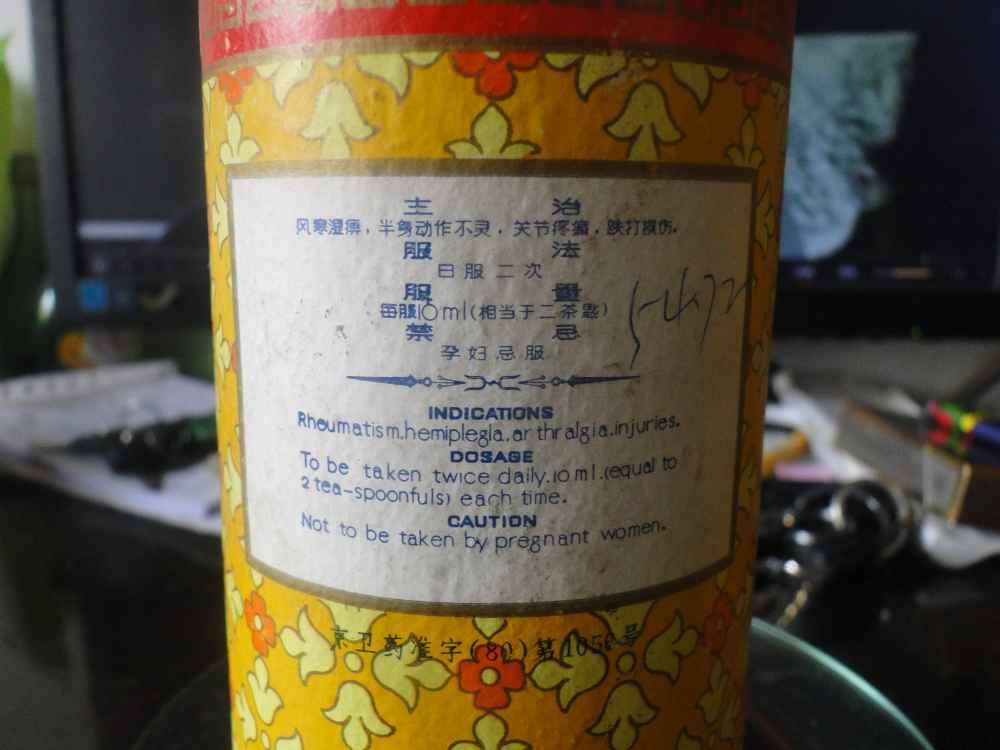 主 治
风寒湿痹，半身动作不灵，关节疼痛，跌打损伤。
服 法
日服二次
服 量
每服10ml(相当于二茶匙)
禁 忌
孕妇忌服
INDICATIONS
Rheumatism.hemiplegia.arthralgia.injuries.
DOSAGE
To be taken twice daily.10ml.(equal to
2 tea-spoonfuls) each time.
CAUTION
Not to be taken by pregnant women.
京卫药准字(80)第1056号